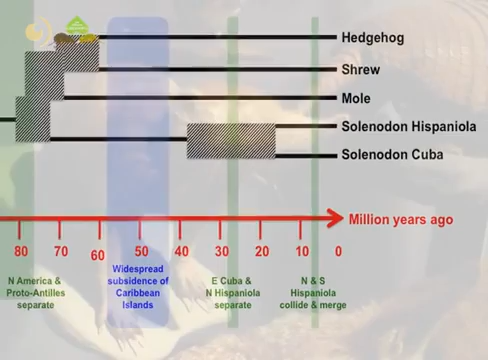 Hedgehog
Shrew
Mole
Solenodon Hispaniola
Solenodon Cuba
Million years ago
80 70 60 50 40 30 20 10 0
N America &
Proto-Antilles
separate
Widespread
subsidence of
Caribbean
Islands
E Cuba &
N Hispaniola
separate
N & S
Hispaniola
collide & merge